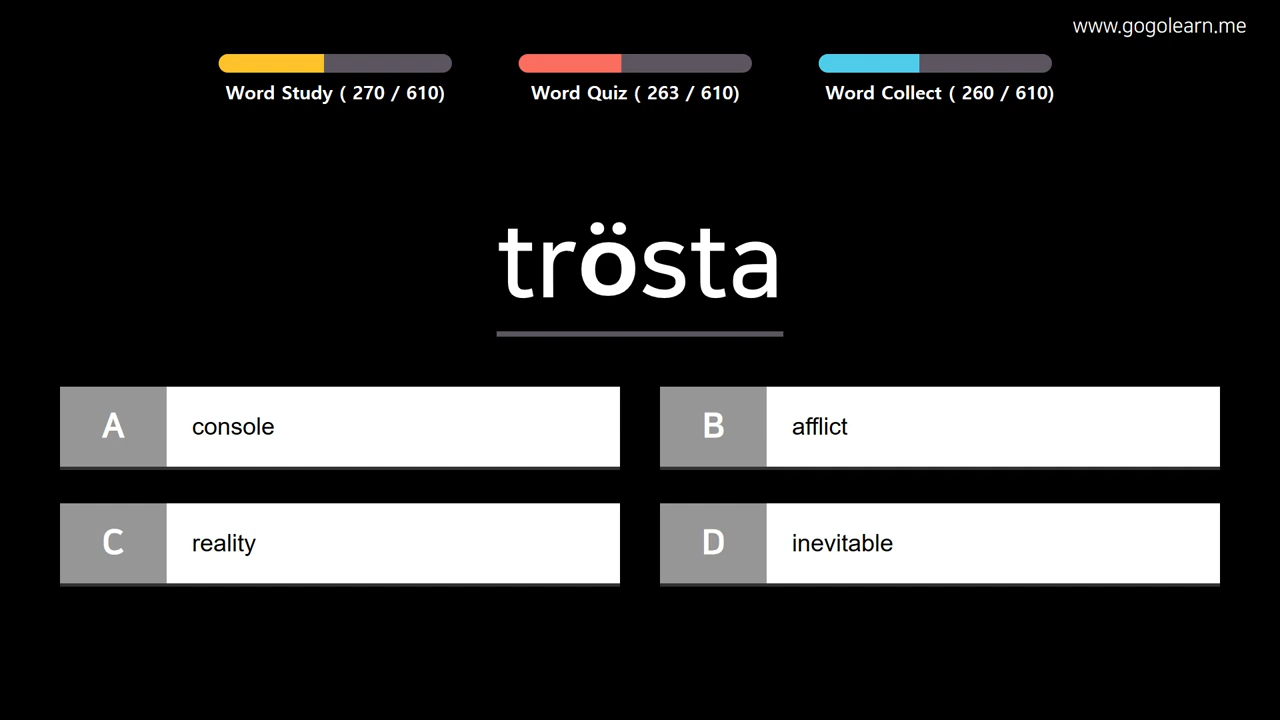 www.gogolearn.me
Word Study ( 270 / 610)
Word Quiz ( 263 / 610)
Word Collect ( 260 / 610)
trösta
A console
B afflict
C reality
D inevitable